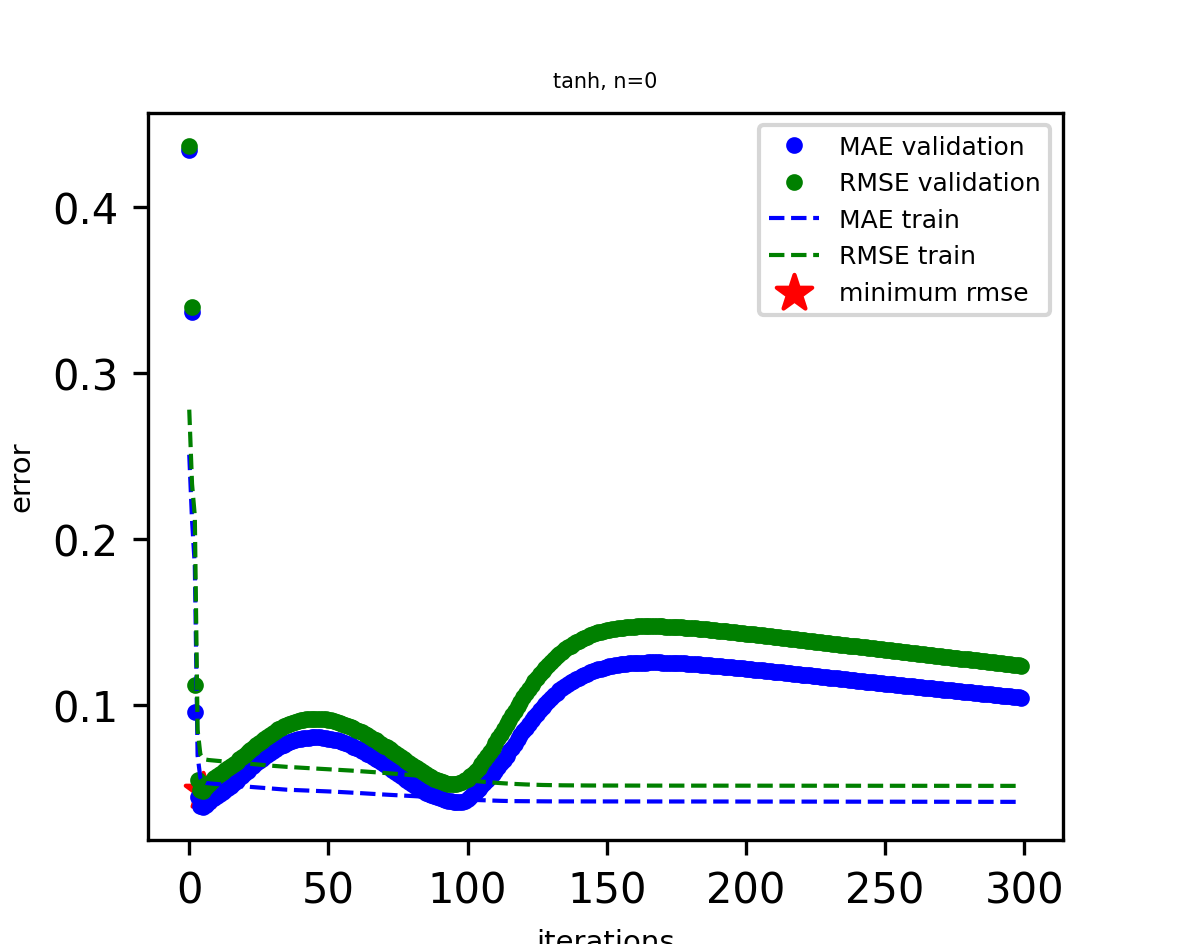 tanh, n=0
MAE validation
RMSE validation
MAE train
RMSE train
minimum rmse
error
0.4
0.3
0.2
0.1
0 50 100 150 200 250 300
iterations